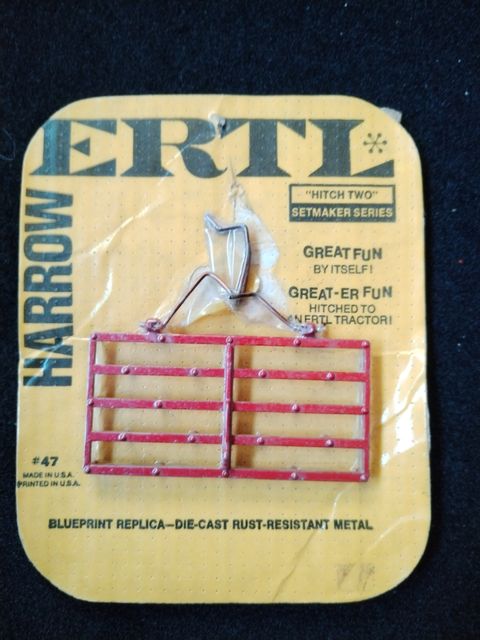 ERTL*
HARROW
"HITCH TWO"
SETMAKER SERIES
GREAT FUN
BY ITSELF!
GREAT-ER FUN
HITCHED TO
AN ERTL TRACTOR!
#47
MADE IN U.S.A.
PRINTED IN U.S.A.
BLUEPRINT REPLICA—DIE-CAST RUST-RESISTANT METAL